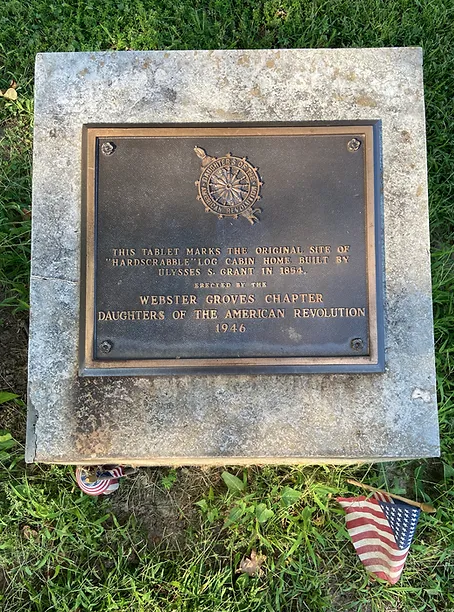 THIS TABLET MARKS THE ORIGINAL SITE OF
"HARDSCRABBLE" LOG CABIN HOME BUILT BY
ULYSSES S. GRANT IN 1854.
ERECTED BY THE
WEBSTER GROVES CHAPTER
DAUGHTERS OF THE AMERICAN REVOLUTION
1946